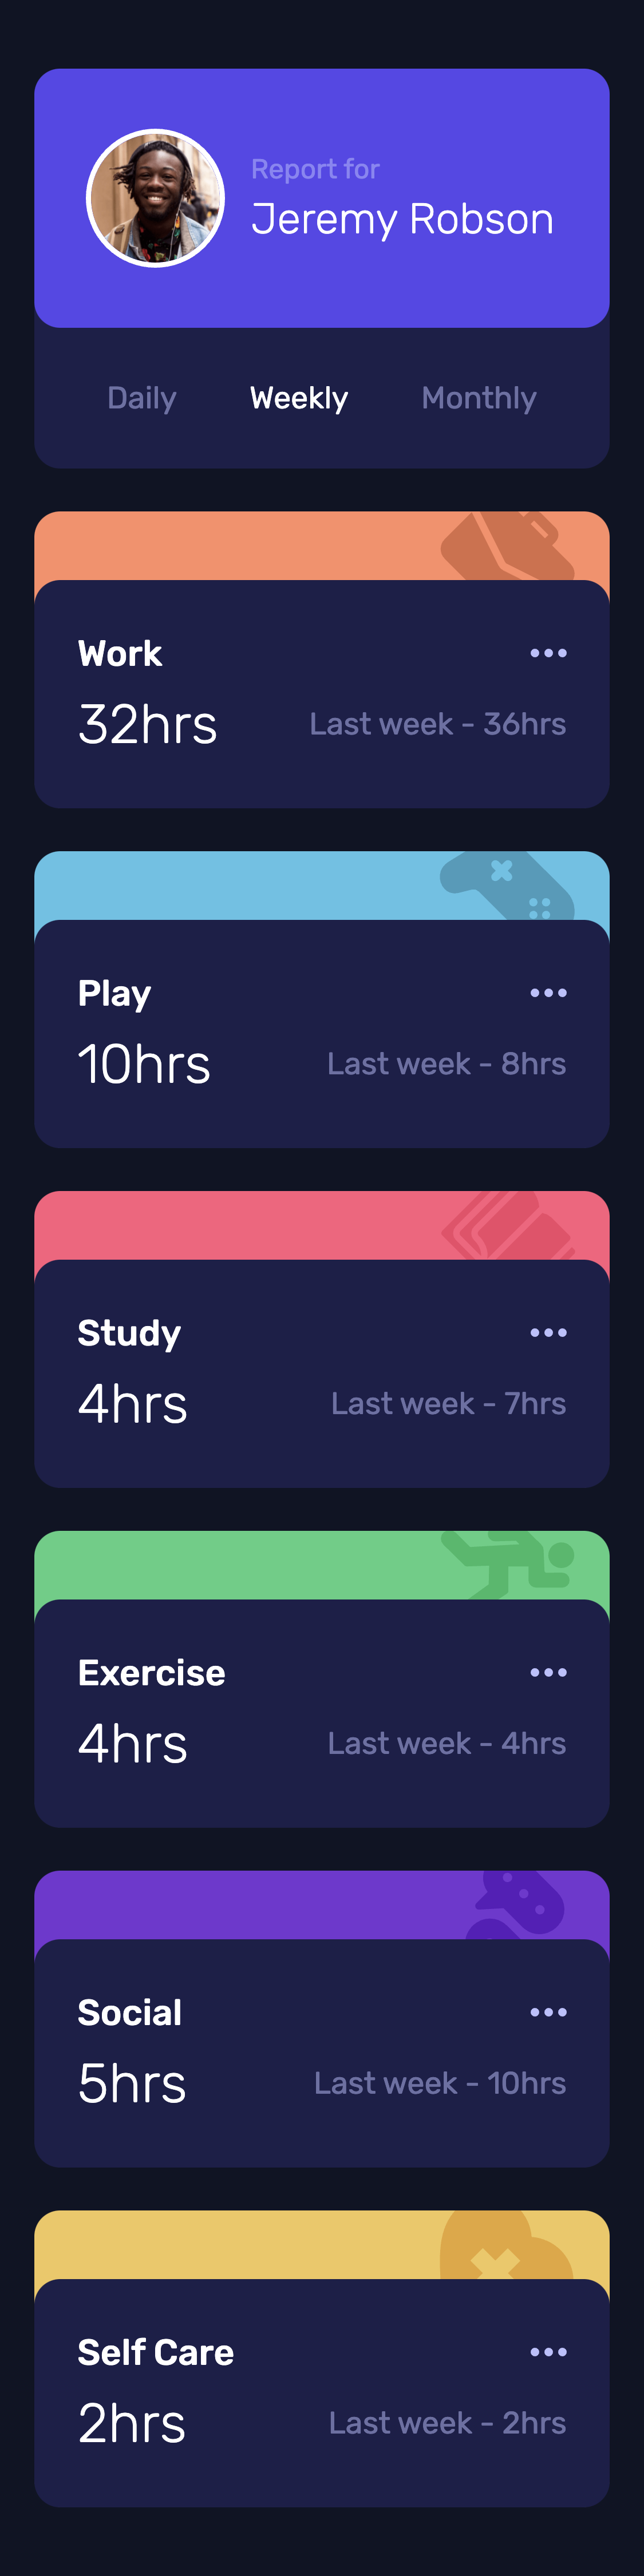 Report for
Jeremy Robson
Daily Weekly Monthly
Work
32hrs Last week - 36hrs
Play
10hrs Last week - 8hrs
Study
4hrs Last week - 7hrs
Exercise
4hrs Last week - 4hrs
Social
5hrs Last week - 10hrs
Self Care
2hrs Last week - 2hrs